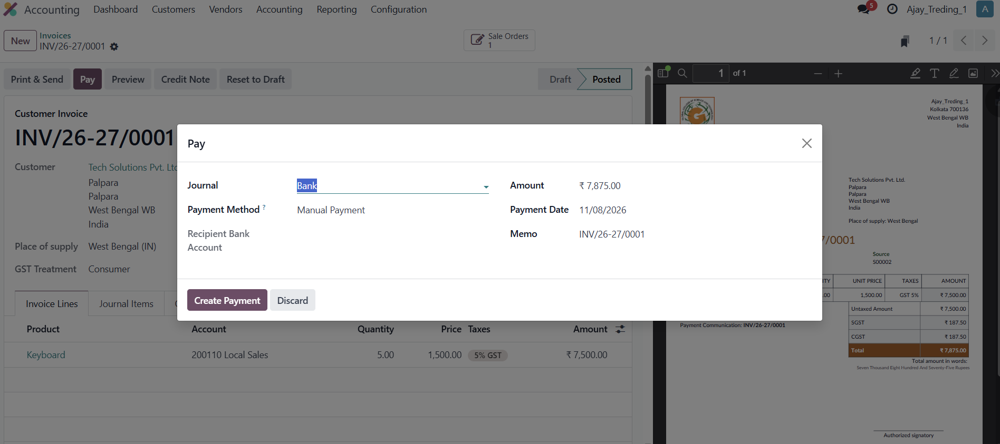 Accounting Dashboard Customers Vendors Accounting Reporting Configuration 5 Ajay_Treding_1 A
New Invoices
INV/26-27/0001
Sale Orders
1
1 / 1
Print & Send Pay Preview Credit Note Reset to Draft Draft Posted
1 of 1
Customer Invoice
INV/26-27/0001
Customer Tech Solutions Pvt. Ltd
Palpara
Palpara
West Bengal WB
India
Place of supply West Bengal (IN)
GST Treatment Consumer
Invoice Lines Journal Items
Product Account Quantity Price Taxes Amount
Keyboard 200110 Local Sales 5.00 1,500.00 5% GST ₹ 7,500.00
Pay
Journal Bank Amount ₹ 7,875.00
Payment Method ? Manual Payment Payment Date 11/08/2026
Recipient Bank
Account
Memo INV/26-27/0001
Create Payment Discard
Ajay_Treding_1
Kolkata 700136
West Bengal WB
India
Tech Solutions Pvt. Ltd.
Palpara
Palpara
West Bengal WB
India
Place of supply: West Bengal
/0001
Source
S00002
ITY UNIT PRICE TAXES AMOUNT
.00 1,500.00 GST 5% ₹ 7,500.00
Untaxed Amount ₹ 7,500.00
SGST ₹ 187.50
CGST ₹ 187.50
Total ₹ 7,875.00
Payment Communication: INV/26-27/0001
Total amount in words:
Seven Thousand Eight Hundred And Seventy-Five Rupees
Authorized signatory